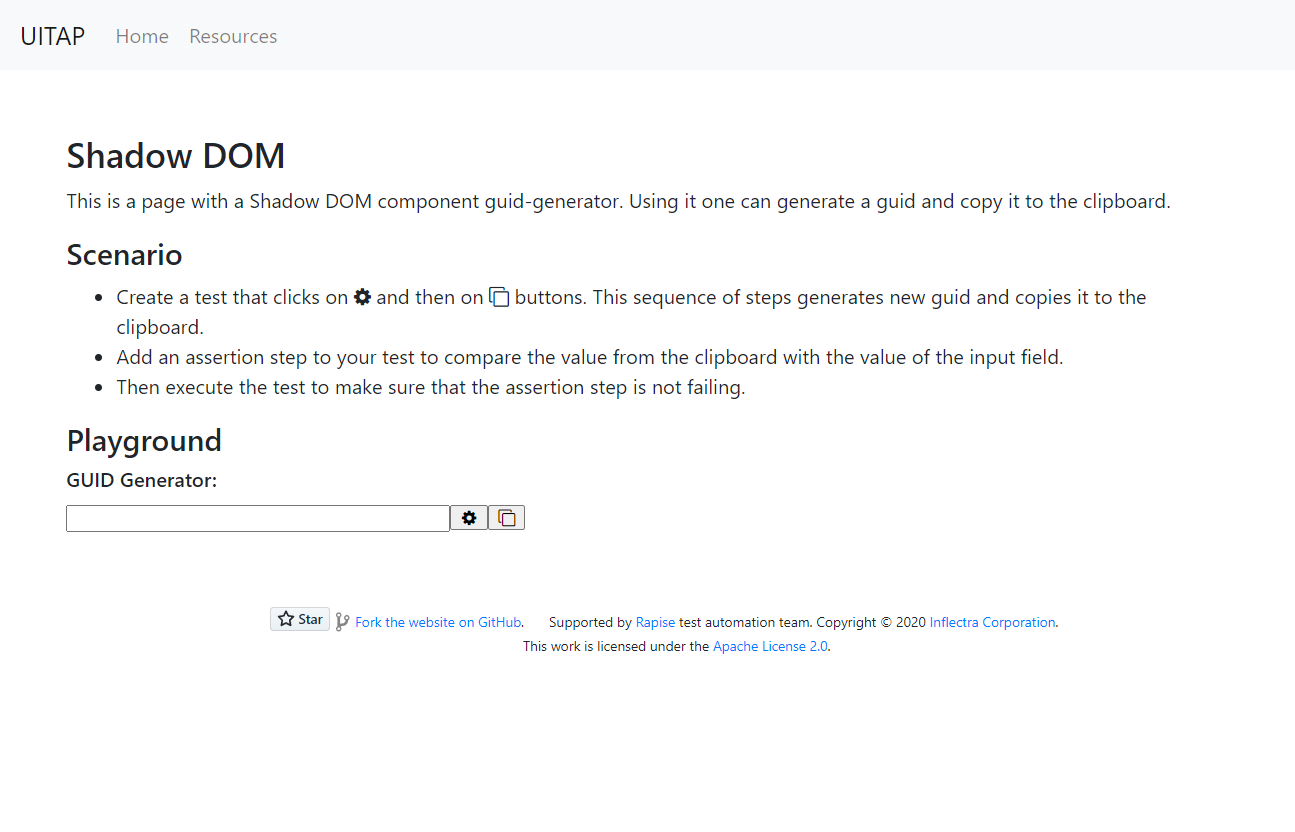 UITAP Home Resources
Shadow DOM
This is a page with a Shadow DOM component guid-generator. Using it one can generate a guid and copy it to the clipboard.
Scenario
Create a test that clicks on and then on buttons. This sequence of steps generates new guid and copies it to the
clipboard.
Add an assertion step to your test to compare the value from the clipboard with the value of the input field.
Then execute the test to make sure that the assertion step is not failing.
Playground
GUID Generator:
Star Fork the website on GitHub. Supported by Rapise test automation team. Copyright © 2020 Inflectra Corporation.
This work is licensed under the Apache License 2.0.